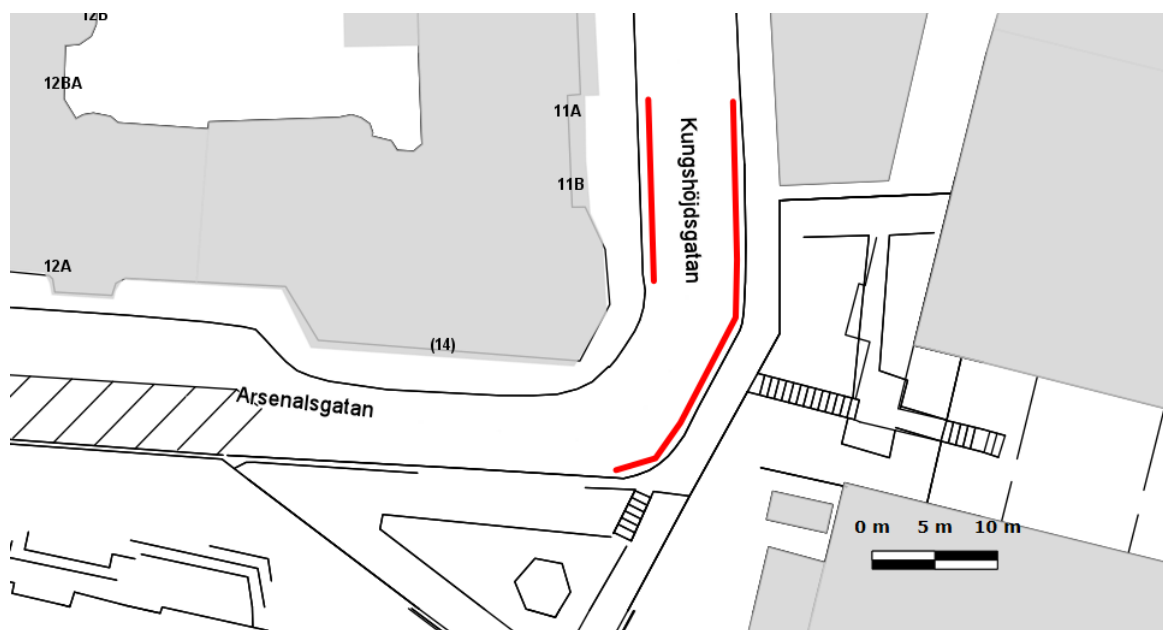 12B
12BA
11A
Kungshöjdsgatan
11B
12A
(14)
Arsenalsgatan
0 m 5 m 10 m